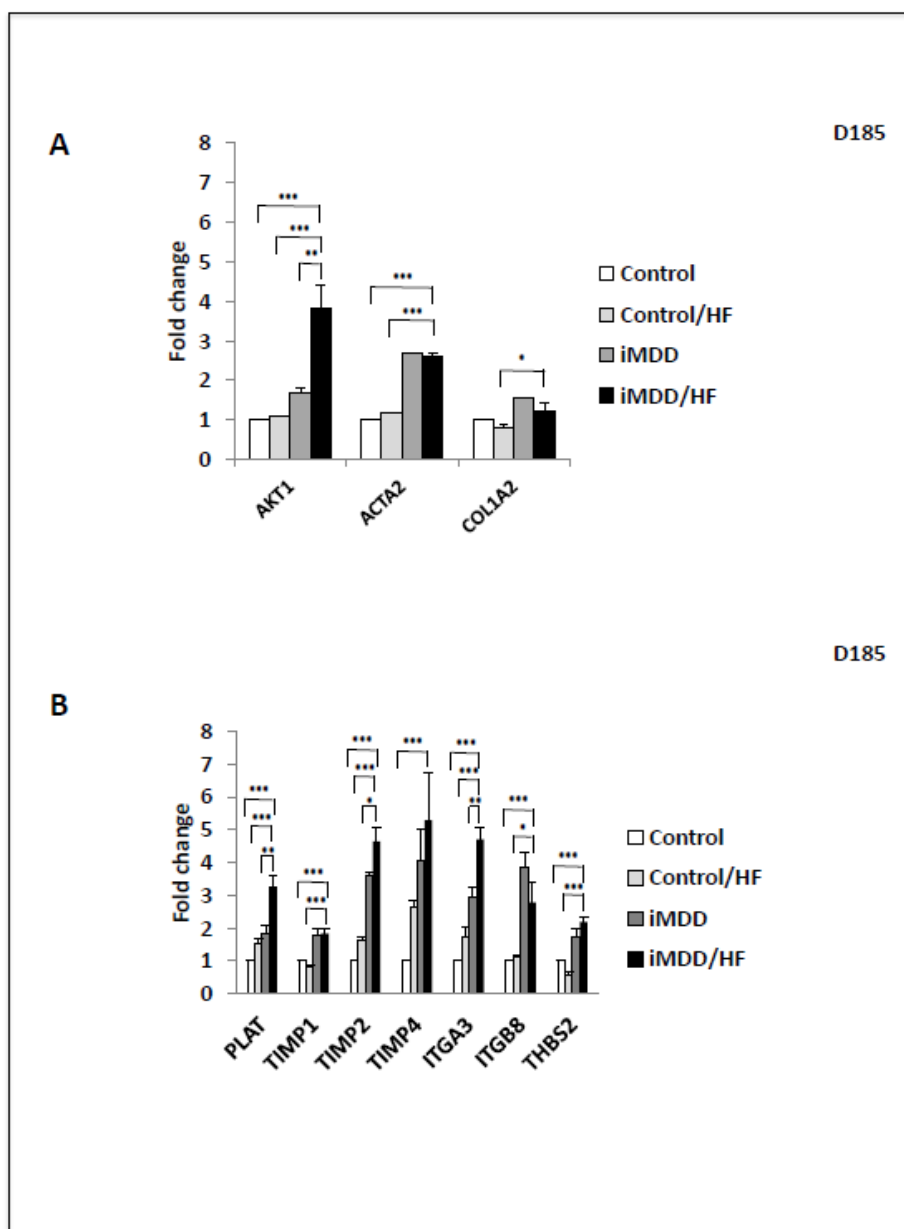 A
D185
8
7
6
5
4
3
2
1
0
Fold change
***
***
**
***
***
*
AKT1
ACTA2
COL1A2
Control
Control/HF
iMDD
iMDD/HF
D185
B
8
7
6
5
4
3
2
1
0
Fold change
***
***
**
***
***
***
***
*
***
***
***
**
***
*
***
***
PLAT
TIMP1
TIMP2
TIMP4
ITGA3
ITGB8
THBS2
Control
Control/HF
iMDD
iMDD/HF